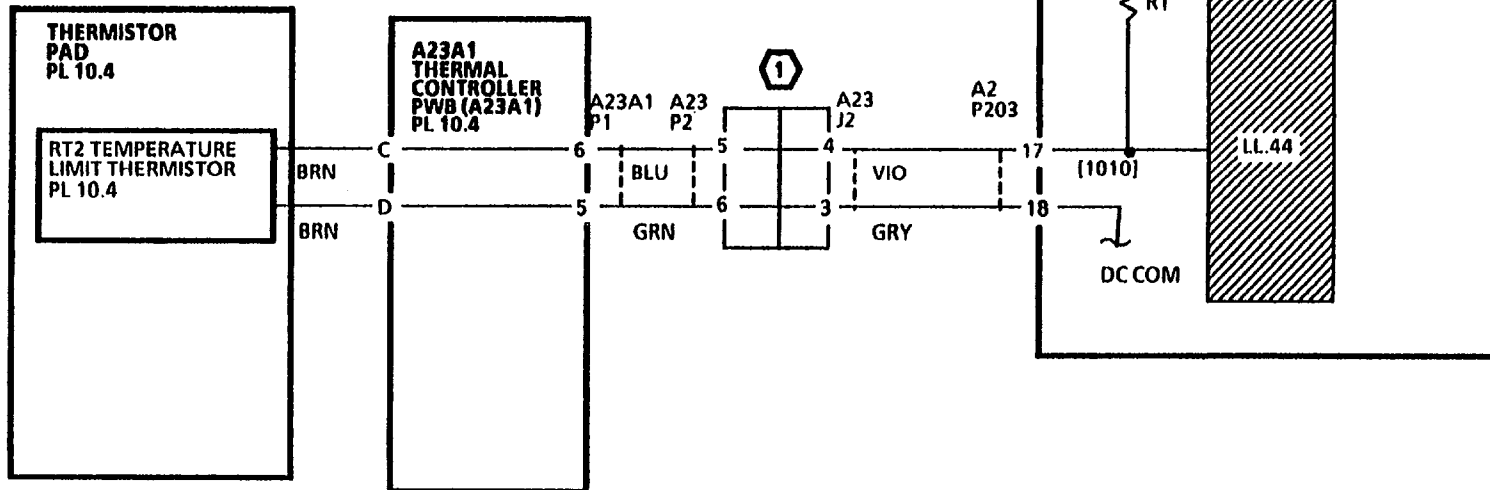 R1
THERMISTOR
PAD
PL 10.4
A23A1
THERMAL
CONTROLLER
PWB (A23A1)
PL 10.4
1
A23A1
P1
A23
P2
A23
J2
A2
P203
RT2 TEMPERATURE
LIMIT THERMISTOR
PL 10.4
BRN
C
6
BLU
5
4
VIO
17
(1010)
LL.44
BRN
D
5
GRN
6
3
GRY
18
DC COM